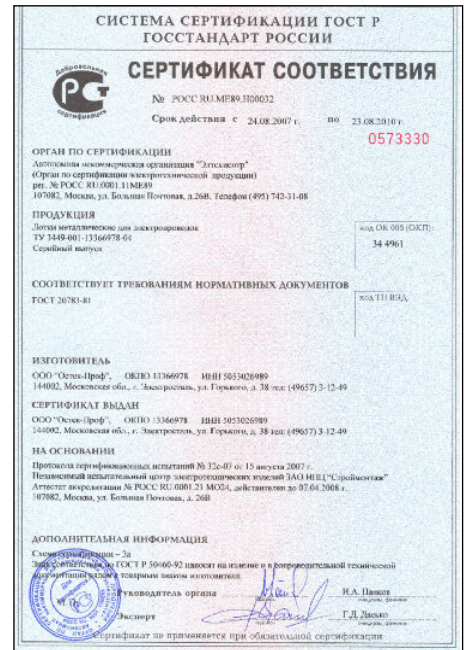 СИСТЕМА СЕРТИФИКАЦИИ ГОСТ Р
ГОССТАНДАРТ РОССИИ
Добровольная
сертификация
СЕРТИФИКАТ СООТВЕТСТВИЯ
№ РОСС RU.МЕ89.Н00032
Срок действия с 24.08.2007 г. по 23.08.2010 г.
0573330
ОРГАН ПО СЕРТИФИКАЦИИ
Автономная некоммерческая организация "Элтехцентр"
(Орган по сертификации электротехнической продукции)
рег. № РОСС RU.0001.11МЕ89
107082, Москва, ул. Большая Почтовая, д.26В. Телефон (495) 742-31-08
ПРОДУКЦИЯ
Лотки металлические для электропроводок
ТУ 3449-001-13366978-04
Серийный выпуск
код ОК 005 (ОКП):
34 4961
СООТВЕТСТВУЕТ ТРЕБОВАНИЯМ НОРМАТИВНЫХ ДОКУМЕНТОВ
ГОСТ 20783-81
код ТН ВЭД:
ИЗГОТОВИТЕЛЬ
ООО "Остек-Проф", ОКПО 13366978 ИНН 5053026989
144002, Московская обл., г. Электросталь, ул. Горького, д. 38 тел: (49657) 3-12-49
СЕРТИФИКАТ ВЫДАН
ООО "Остек-Проф", ОКПО 13366978 ИНН 5053026989
144002, Московская обл., г. Электросталь, ул. Горького, д. 38 тел: (49657) 3-12-49
НА ОСНОВАНИИ
Протокола сертификационных испытаний № 32с-07 от 15 августа 2007 г.
Независимый испытательный центр электротехнических изделий ЗАО НПЦ "Строймонтаж"
Аттестат аккредитации № РОСС RU.0001.21 МО24, действителен до 07.04.2008 г.
107082, Москва, ул. Большая Почтовая, д. 26В
ДОПОЛНИТЕЛЬНАЯ ИНФОРМАЦИЯ
Схема сертификации – 3а
Знак соответствия по ГОСТ Р 50460-92 наносят на изделие и в сопроводительной технической
документации рядом с товарным знаком изготовителя
М.П.
Руководитель органа
И.А. Панков
Эксперт
Г.Д. Дисько
Сертификат не применяется при обязательной сертификации